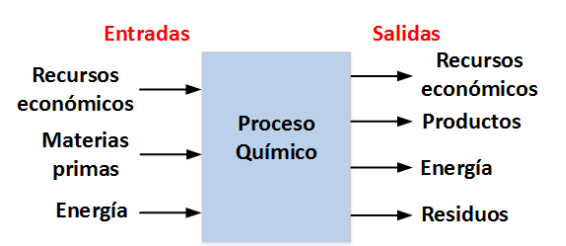 Entradas
Salidas
Recursos
económicos
Materias
primas
Energía
Proceso
Químico
Recursos
económicos
Productos
Energía
Residuos